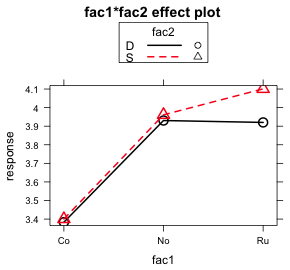 fac1*fac2 effect plot
fac2
D
S
4.1
4
3.9
3.8
3.7
3.6
3.5
3.4
response
Co No Ru
fac1